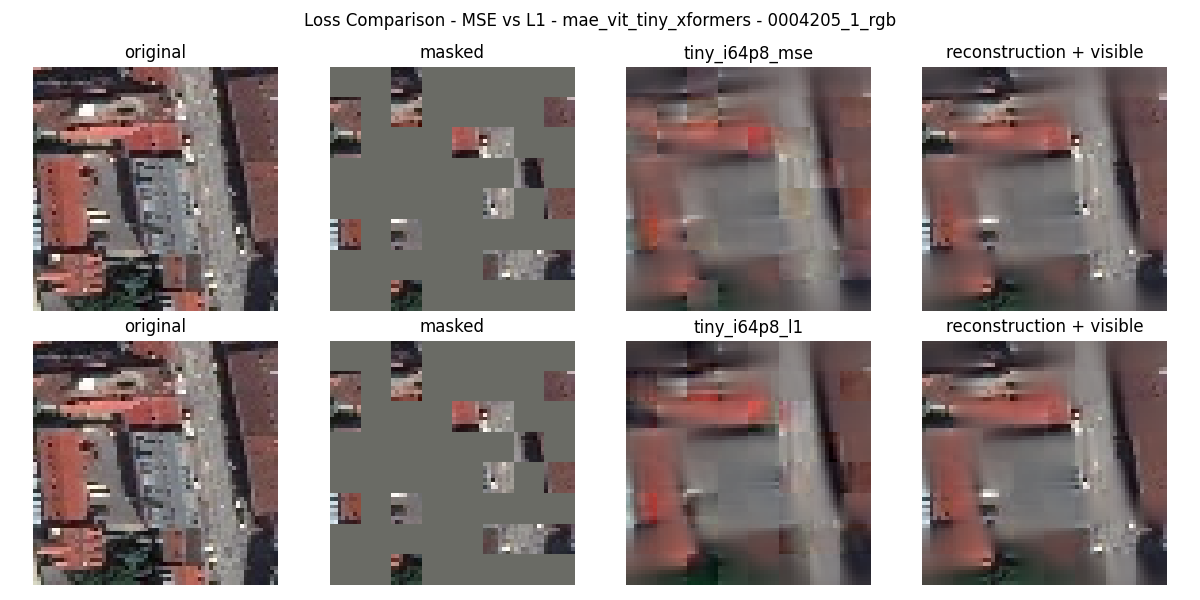 Loss Comparison - MSE vs L1 - mae_vit_tiny_xformers - 0004205_1_rgb
original
masked
tiny_i64p8_mse
reconstruction + visible
original
masked
tiny_i64p8_l1
reconstruction + visible